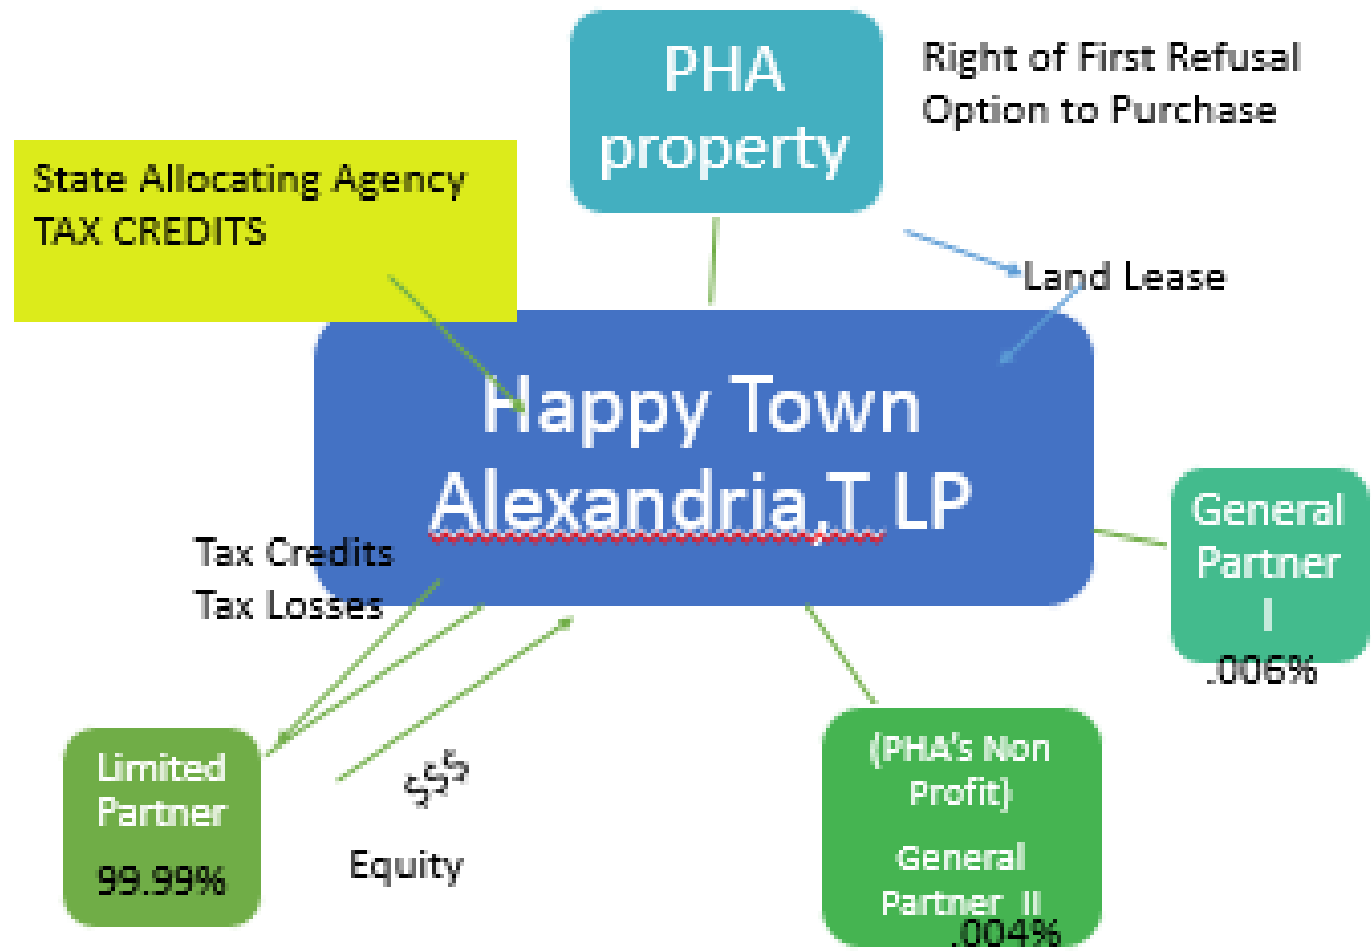 PHA
property
Right of First Refusal
Option to Purchase
State Allocating Agency
TAX CREDITS
Land Lease
Happy Town
Alexandria,T LP
General
Partner
I
.006%
Tax Credits
Tax Losses
Limited
Partner
99.99%
$$$
Equity
(PHA's Non
Profit)
General
Partner II
.004%